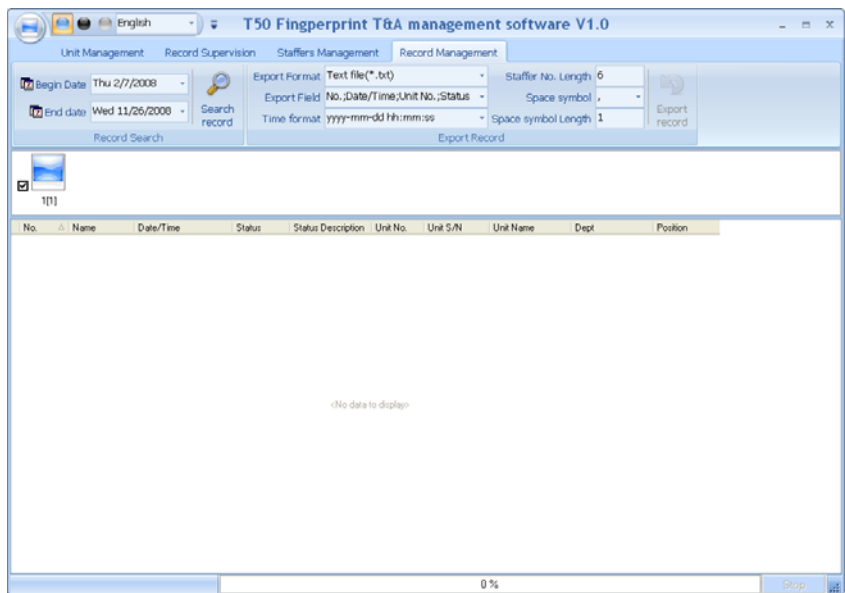 English T50 Fingperprint T&A management software V1.0
Unit Management Record Supervision Staffers Management Record Management
Begin Date Thu 2/7/2008
End date Wed 11/26/2008
Search record
Record Search
Export Format Text file(*.txt) Staffer No. Length 6
Export Field No.;Date/Time;Unit No.;Status Space symbol ,
Time format yyyy-mm-dd hh:mm:ss Space symbol Length 1
Export record
Export Record
1[1]
No. Name Date/Time Status Status Description Unit No. Unit S/N Unit Name Dept Position
<No data to display>
0 % Stop